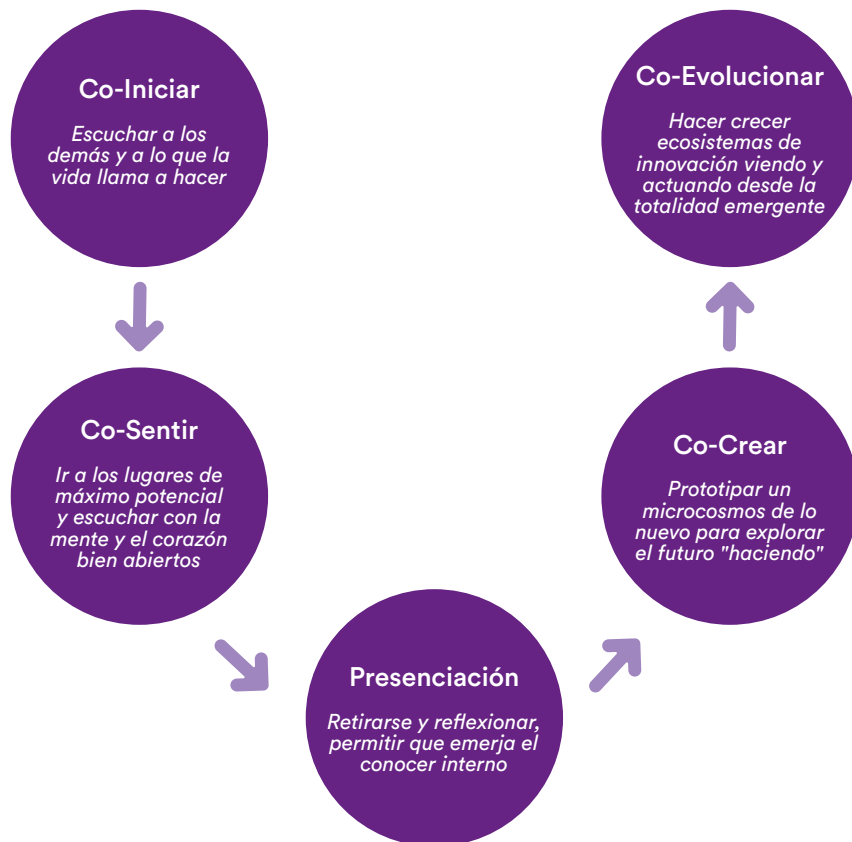 Co-Iniciar
Escuchar a los
demás y a lo que la
vida llama a hacer
Co-Sentir
Ir a los lugares de
máximo potencial
y escuchar con la
mente y el corazón
bien abiertos
Presenciación
Retirarse y reflexionar,
permitir que emerja el
conocer interno
Co-Crear
Prototipar un
microcosmos de lo
nuevo para explorar
el futuro "haciendo"
Co-Evolucionar
Hacer crecer
ecosistemas de
innovación viendo y
actuando desde la
totalidad emergente